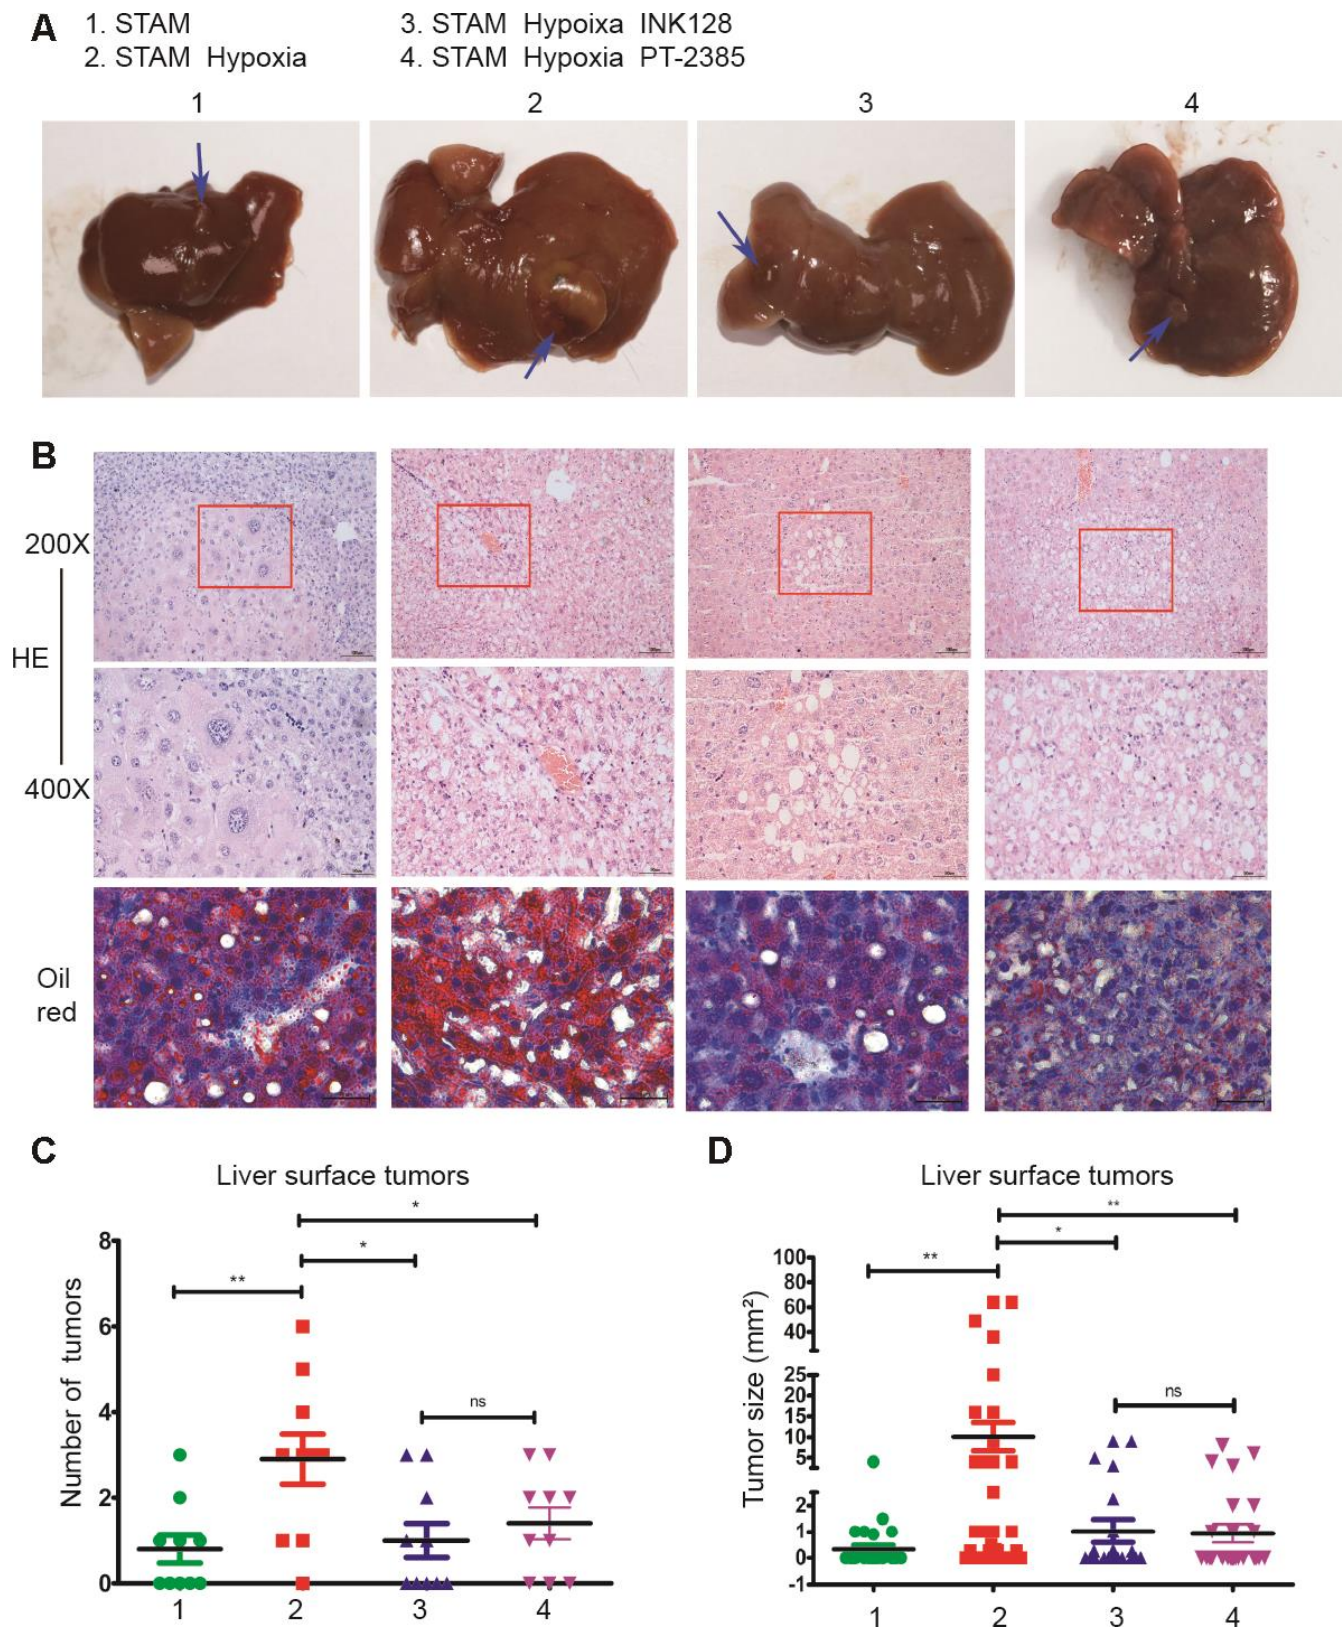 A
1. STAM
3. STAM Hypoixa INK128
2. STAM Hypoxia
4. STAM Hypoxia PT-2385
1
2
3
4
B
200X
HE
400X
Oil
red
C
Liver surface tumors
*
*
**
ns
Number of tumors
8
6
4
2
0
1
2
3
4
D
Liver surface tumors
**
*
**
ns
Tumor size (mm²)
100
80
60
40
25
20
15
10
5
2
1
0
-1
1
2
3
4